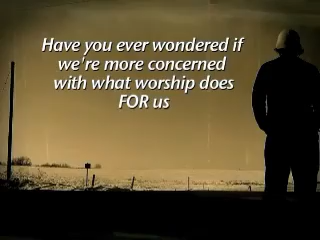 Have you ever wondered if
we're more concerned
with what worship does
FOR us